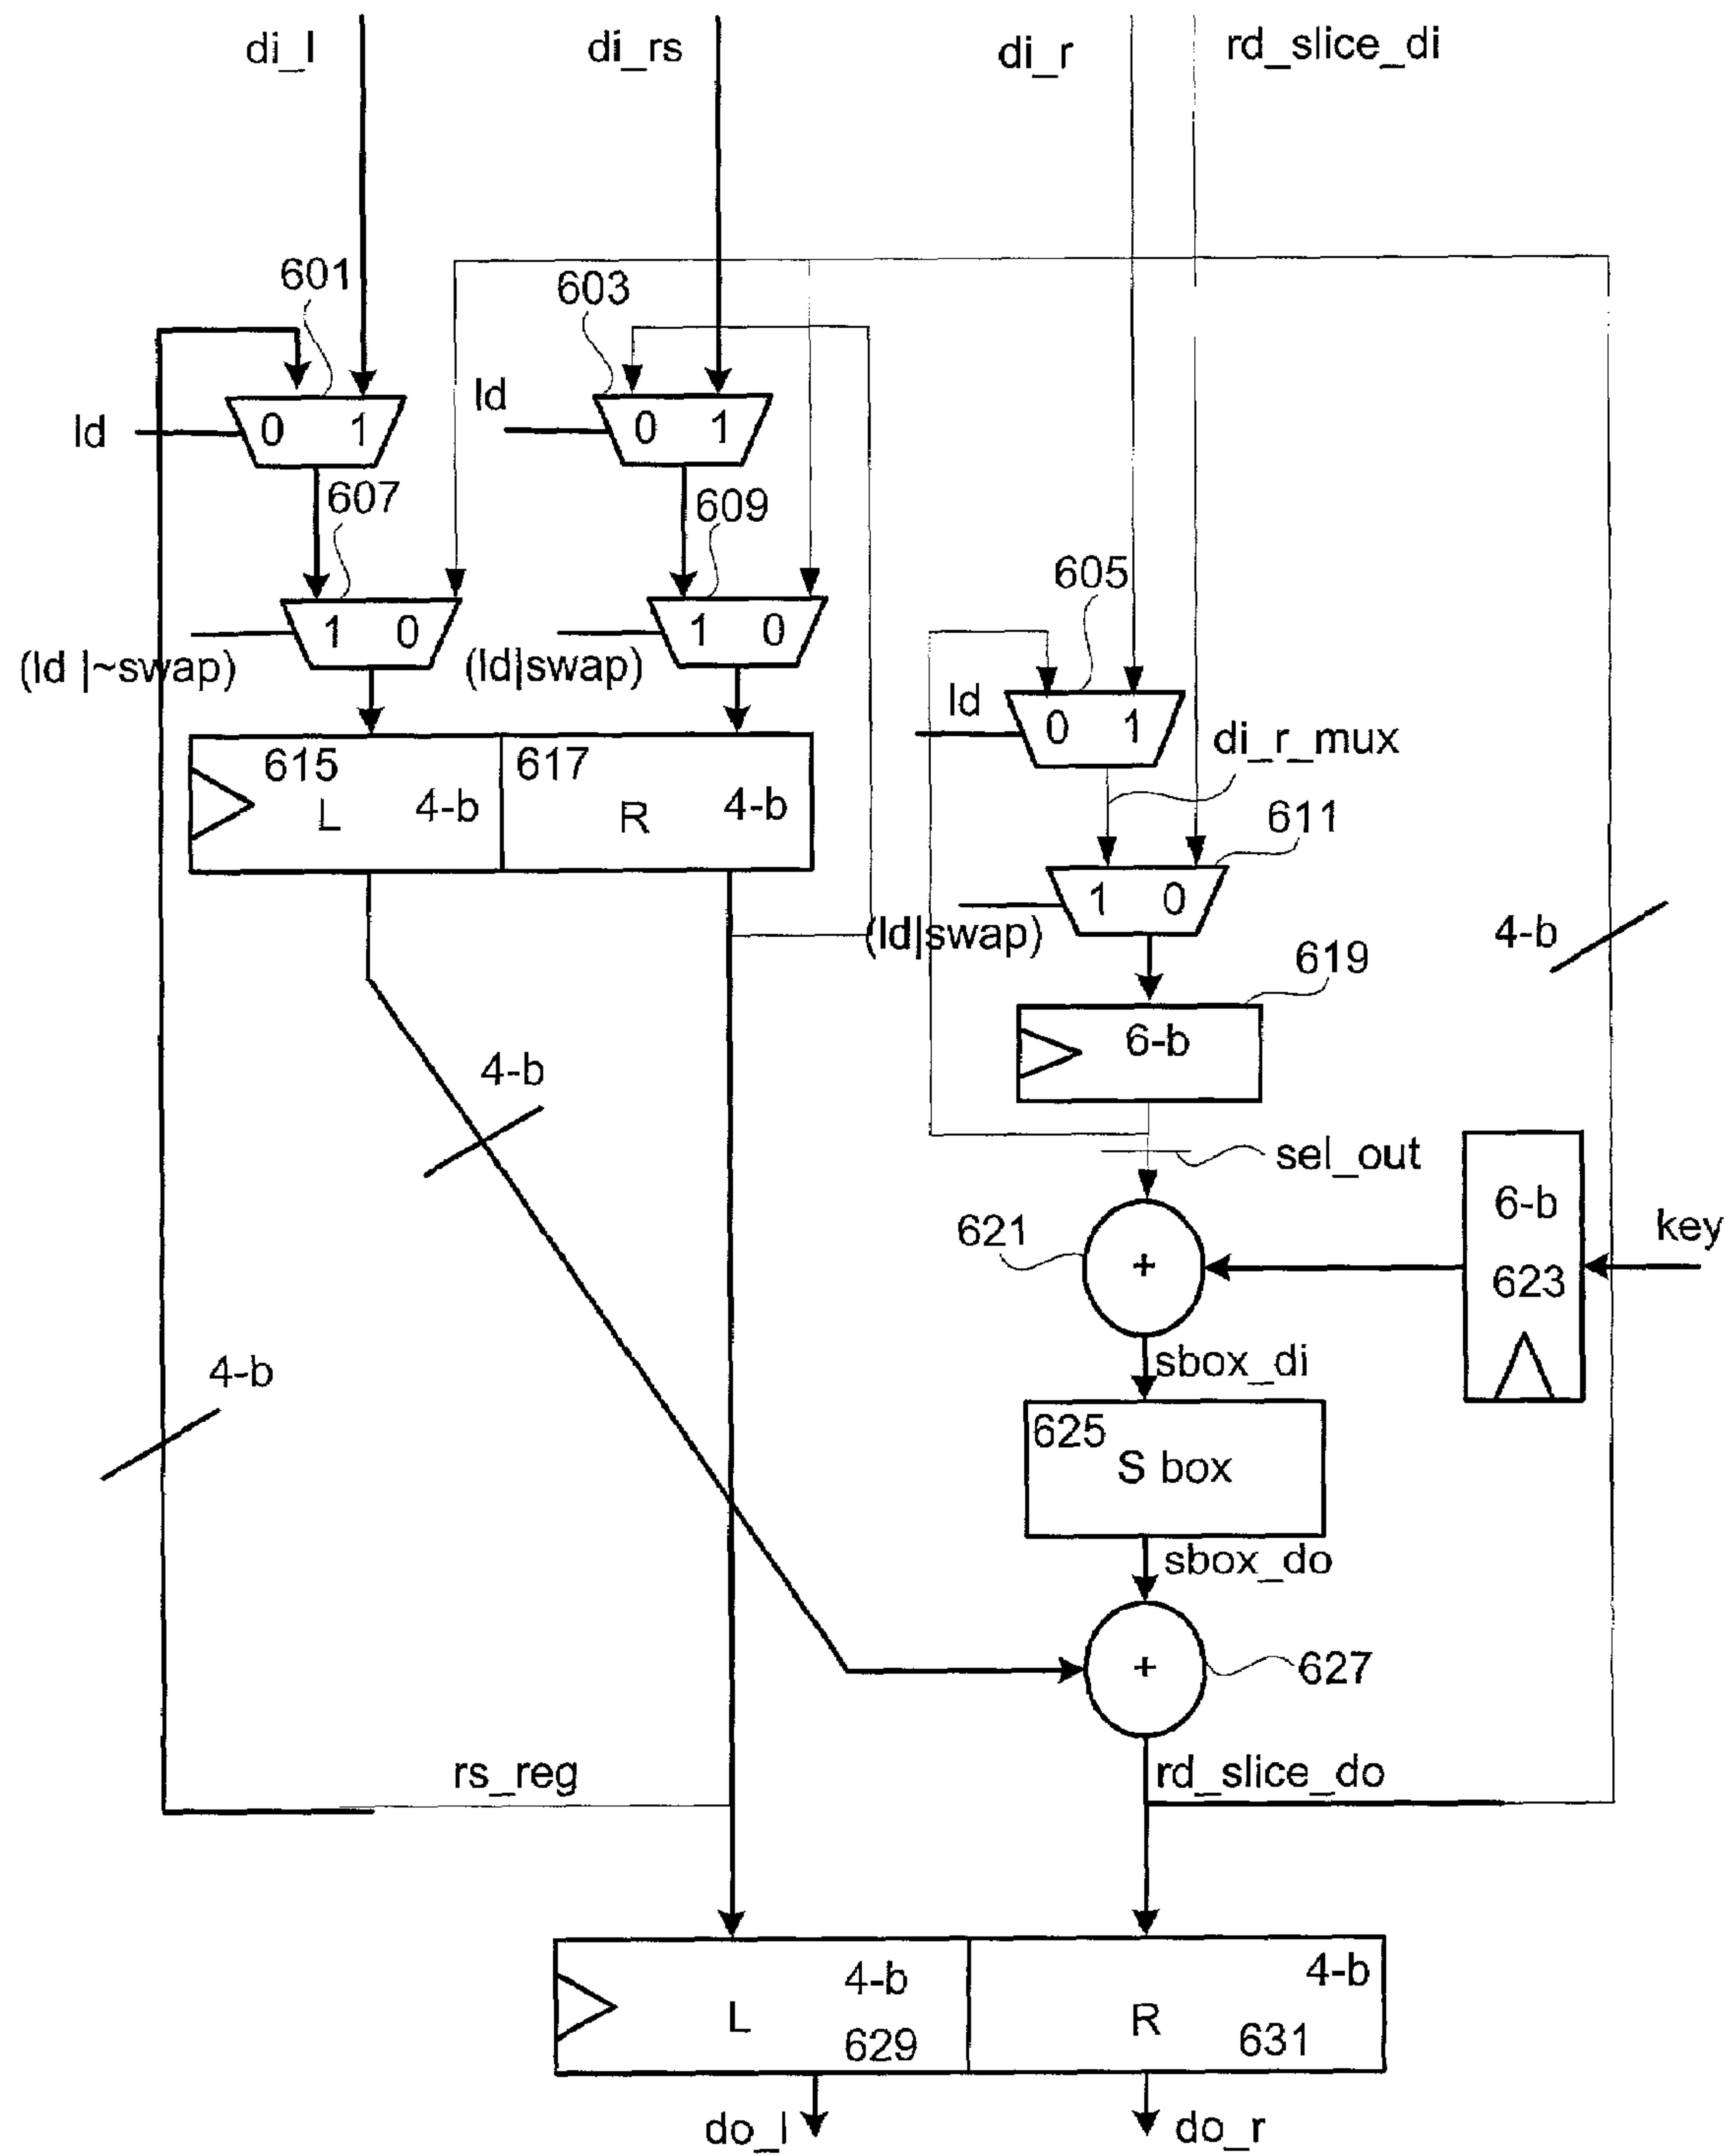 di_l
di_rs
di_r
rd_slice_di
601
603
ld
0 1
ld
0 1
607
609
605
1 0
1 0
(ld |~swap)
(ld|swap)
ld
0 1
di_r_mux
615
L
4-b
617
R
4-b
611
1 0
(ld|swap)
4-b
619
6-b
4-b
sel_out
621
+
6-b
623
key
sbox_di
4-b
625
S box
sbox_do
+
627
rs_reg
rd_slice_do
4-b
L
629
4-b
R
631
do_l
do_r